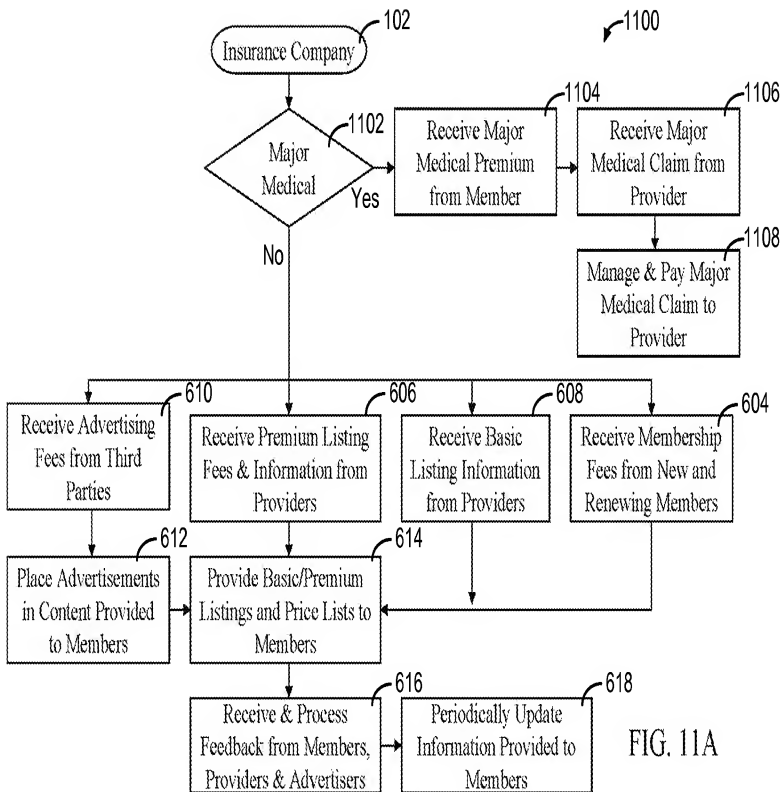 102
1100
Insurance Company
1102
1104
1106
Major
Medical
Yes
No
Receive Major
Medical Premium
from Member
Receive Major
Medical Claim from
Provider
1108
Manage & Pay Major
Medical Claim to
Provider
610
606
608
604
Receive Advertising
Fees from Third
Parties
Receive Premium Listing
Fees & Information from
Providers
Receive Basic
Listing Information
from Providers
Receive Membership
Fees from New and
Renewing Members
612
614
Place Advertisements
in Content Provided
to Members
Provide Basic/Premium
Listings and Price Lists to
Members
616
618
Receive & Process
Feedback from Members,
Providers & Advertisers
Periodically Update
Information Provided to
Members
FIG. 11A